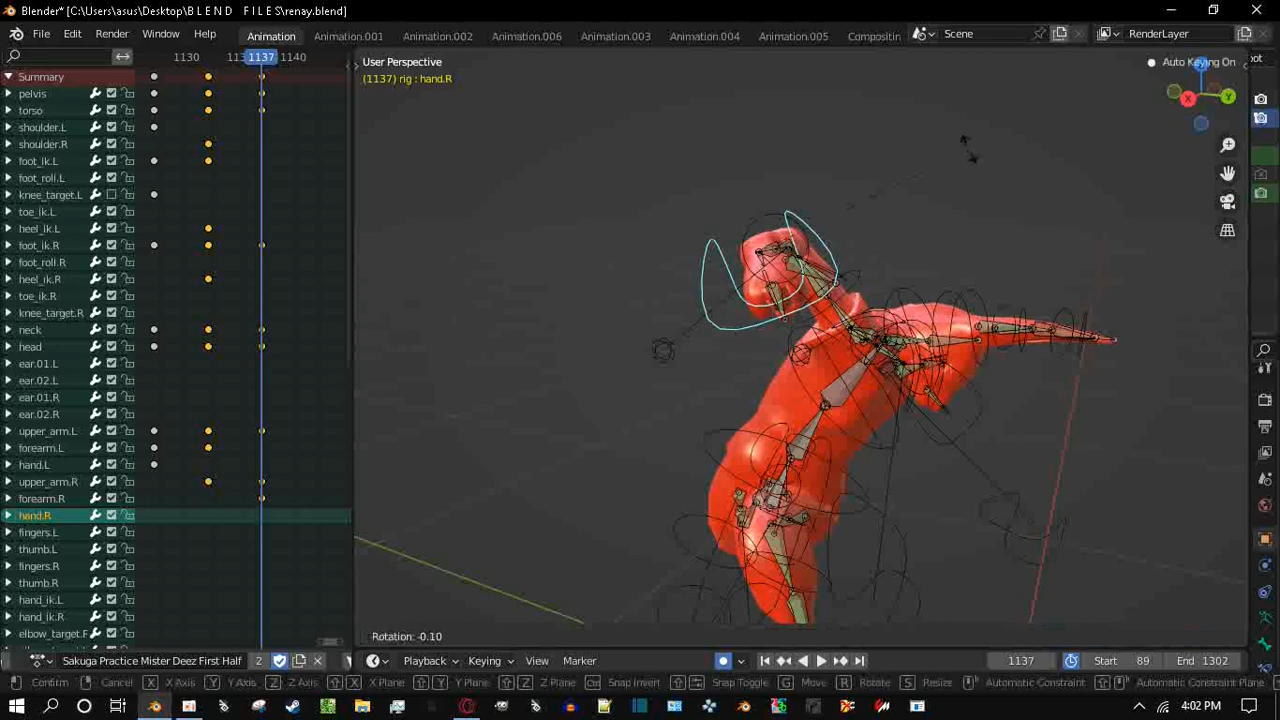 Blender* [C:\Users\asus\Desktop\B L E N D   F I L E S\renay.blend]
File Edit Render Window Help Animation Animation.001 Animation.002 Animation.006 Animation.003 Animation.004 Animation.005 Compositin Scene RenderLayer
1130 1137 1140
User Perspective
(1137) rig : hand.R
Auto Keying On
Summary
pelvis
torso
shoulder.L
shoulder.R
foot_ik.L
foot_roll.L
knee_target.L
toe_ik.L
heel_ik.L
foot_ik.R
foot_roll.R
heel_ik.R
toe_ik.R
knee_target.R
neck
head
ear.01.L
ear.02.L
ear.01.R
ear.02.R
upper_arm.L
forearm.L
hand.L
upper_arm.R
forearm.R
hand.R
fingers.L
thumb.L
fingers.R
thumb.R
hand_ik.L
hand_ik.R
X Y
Rotation: -0.10
Sakuga Practice Mister Deez First Half 2 Playback Keying View Marker 1137 Start 89 End 1302
Confirm Cancel X X Axis Y Y Axis Z Z Axis X X Plane Y Y Plane Z Z Plane Snap Invert Snap Toggle G Move R Rotate S Resize Automatic Constraint Automatic Constraint Plane
4:02 PM